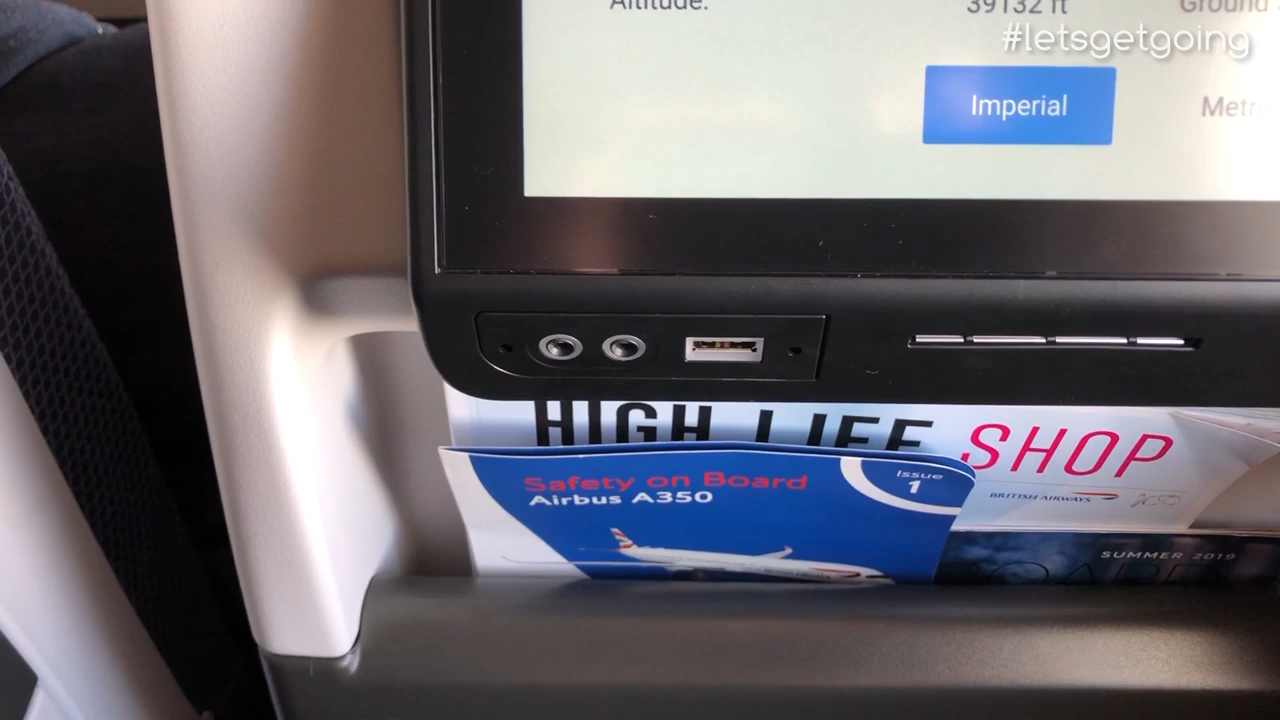 Altitude:
39132 ft
Ground
#letsgetgoing
Imperial
HIGH LIFE SHOP
Safety on Board
Airbus A350
Issue
1
BRITISH AIRWAYS
SUMMER 2019